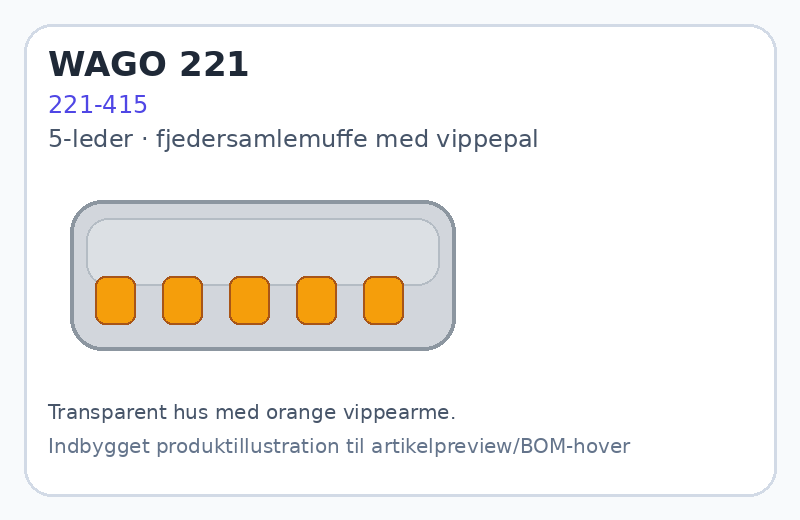 WAGO 221
221-415
5-leder · fjedersamlemuffe med vippepal
Transparent hus med orange vippearme.
Indbygget produktillustration til artikelpreview/BOM-hover